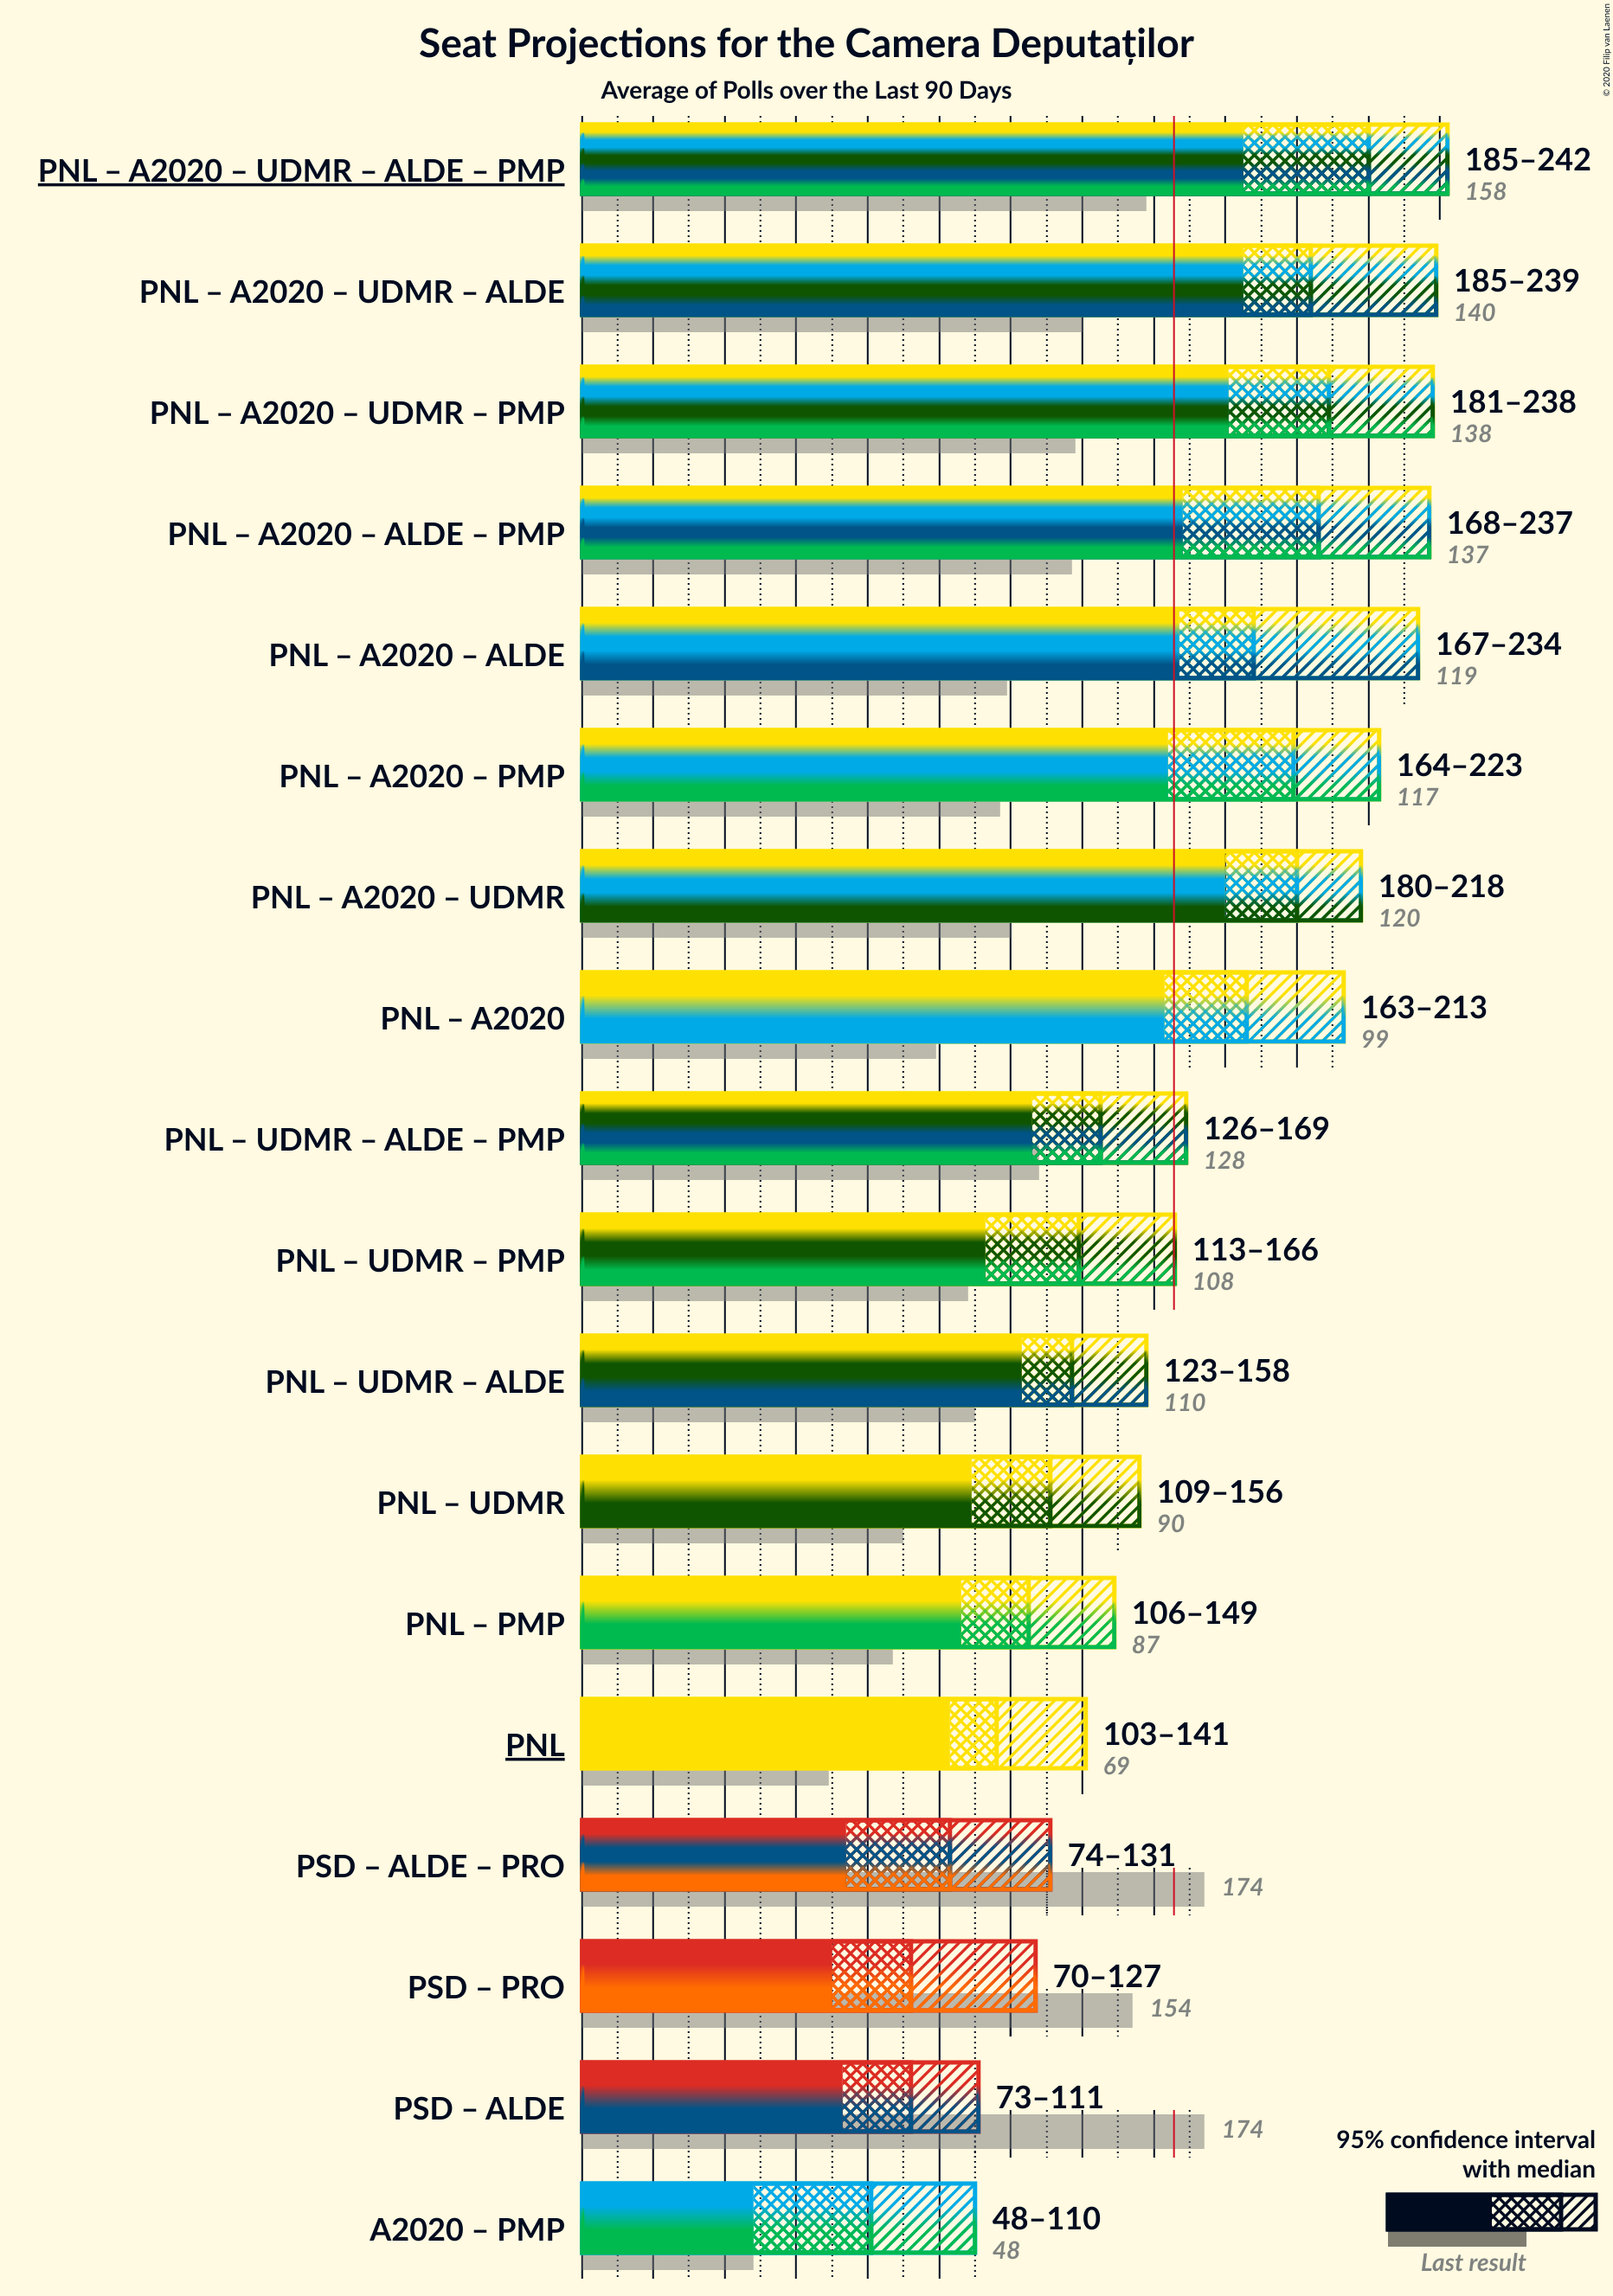 © 2020 Filip van Laenen
Seat Projections for the Camera Deputaților
Average of Polls over the Last 90 Days
PNL – A2020 – UDMR – ALDE – PMP
185–242
158
PNL – A2020 – UDMR – ALDE
185–239
140
PNL – A2020 – UDMR – PMP
181–238
138
PNL – A2020 – ALDE – PMP
168–237
137
PNL – A2020 – ALDE
167–234
119
PNL – A2020 – PMP
164–223
117
PNL – A2020 – UDMR
180–218
120
PNL – A2020
163–213
99
PNL – UDMR – ALDE – PMP
126–169
128
PNL – UDMR – PMP
113–166
108
PNL – UDMR – ALDE
123–158
110
PNL – UDMR
109–156
90
PNL – PMP
106–149
87
PNL
103–141
69
PSD – ALDE – PRO
74–131
174
PSD – PRO
70–127
154
PSD – ALDE
73–111
174
A2020 – PMP
48–110
48
95% confidence interval
with median
Last result